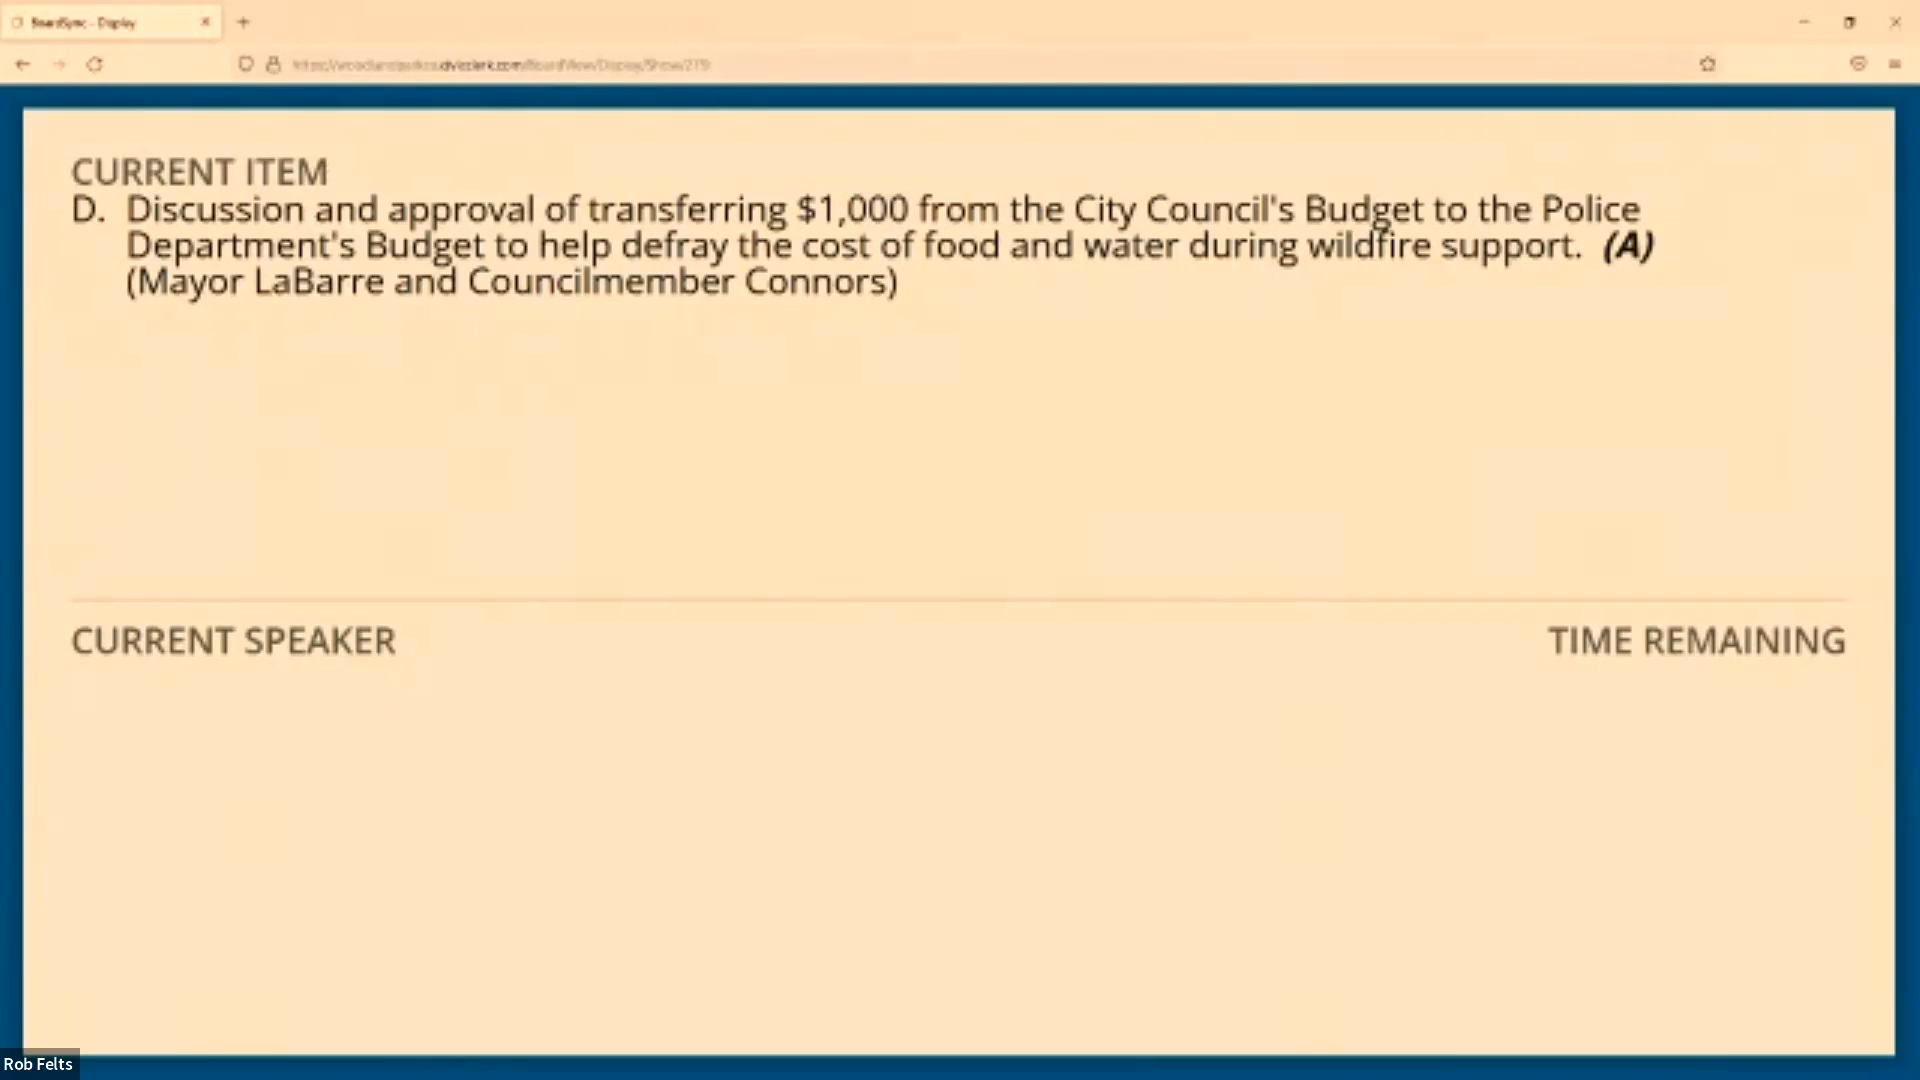 BoardSync - Display
CURRENT ITEM
D. Discussion and approval of transferring $1,000 from the City Council's Budget to the Police
Department's Budget to help defray the cost of food and water during wildfire support. (A)
(Mayor LaBarre and Councilmember Connors)
CURRENT SPEAKER
TIME REMAINING
Rob Felts